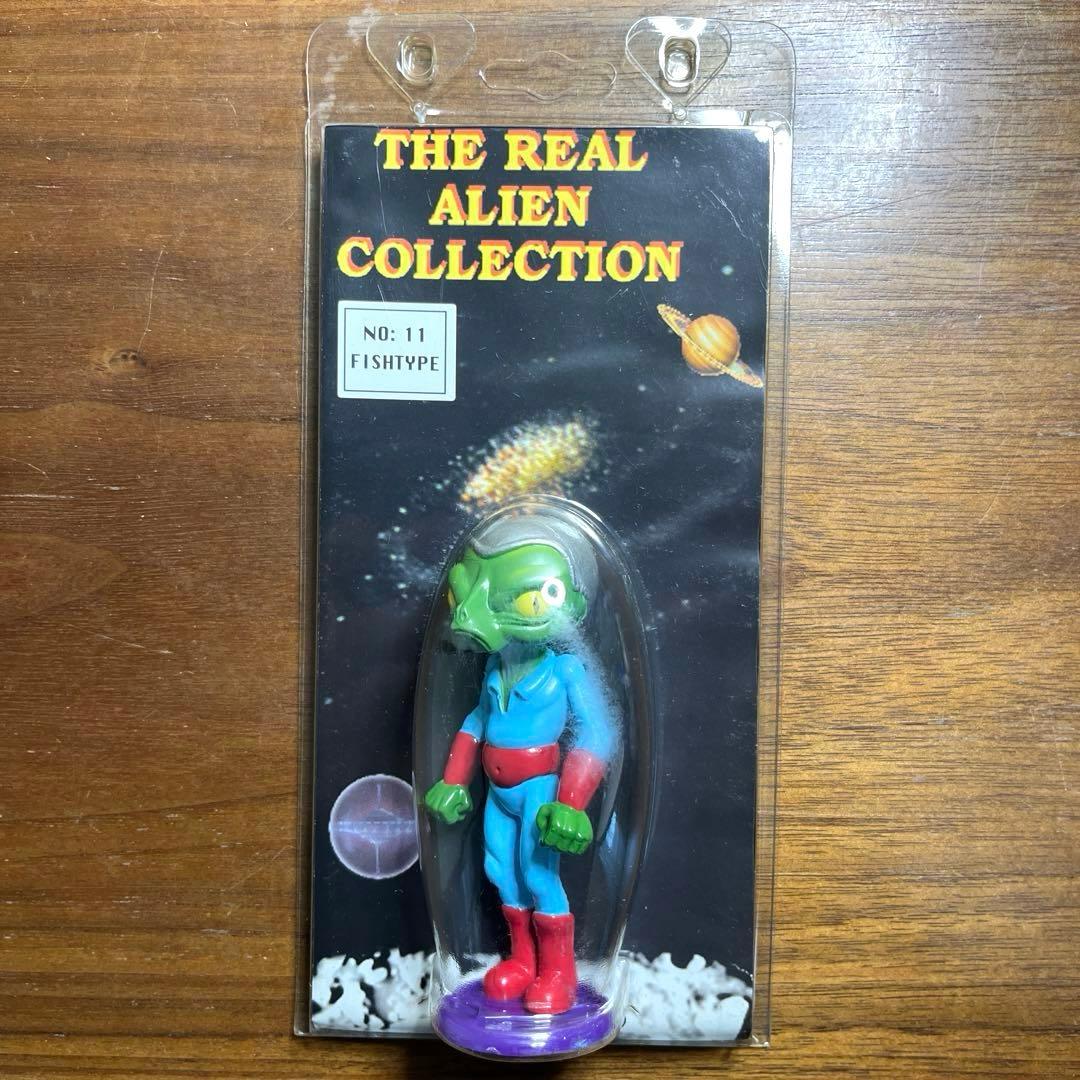 THE REAL
ALIEN
COLLECTION
NO: 11
FISHTYPE